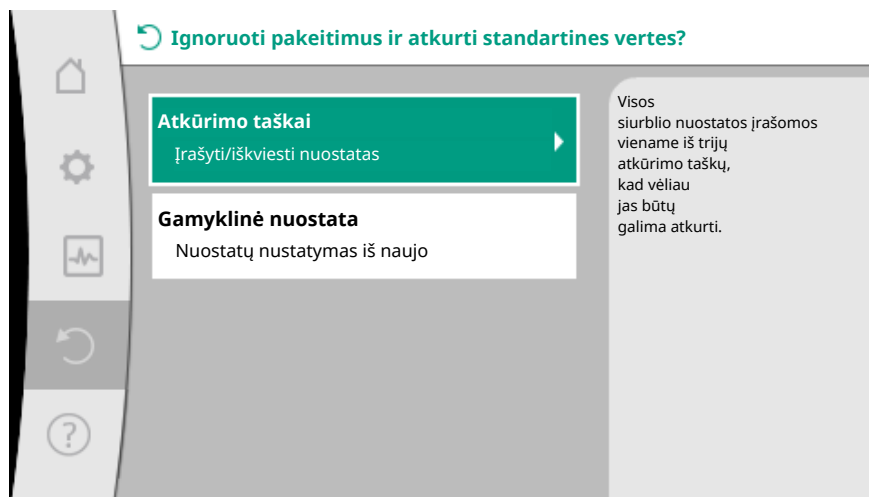 Ignoruoti pakeitimus ir atkurti standartines vertes?
Atkūrimo taškai
Įrašyti/iškviesti nuostatas
Gamyklinė nuostata
Nuostatų nustatymas iš naujo
Visos
siurblio nuostatos įrašomos
viename iš trijų
atkūrimo taškų,
kad vėliau
jas būtų
galima atkurti.
?